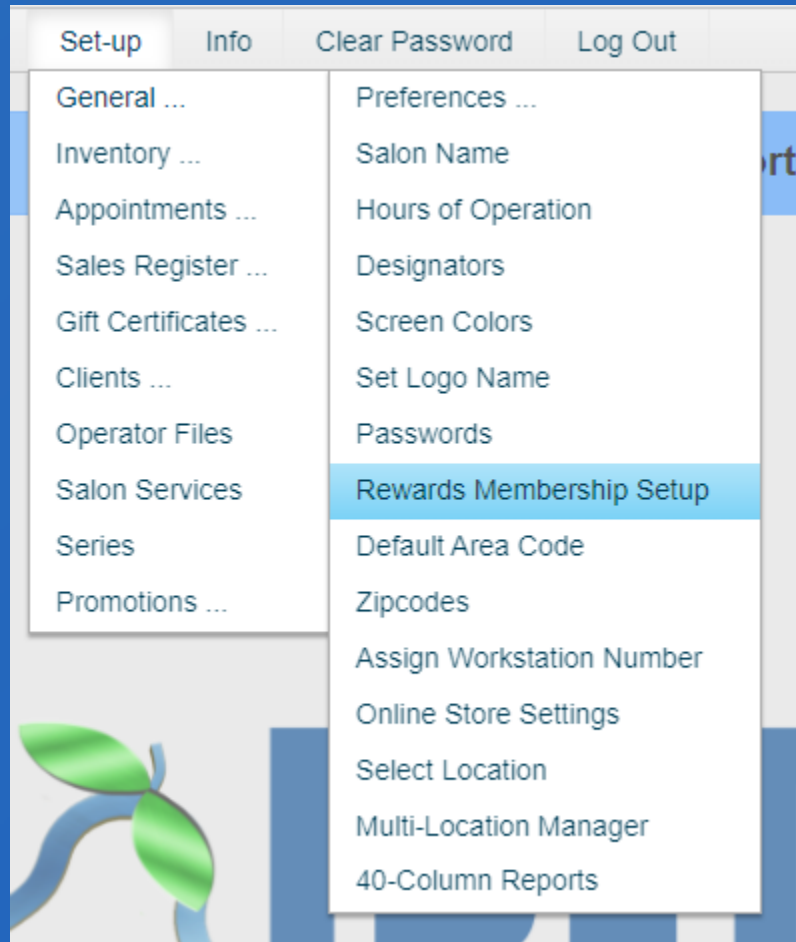 Set-up Info Clear Password Log Out
General ...
Inventory ...
Appointments ...
Sales Register ...
Gift Certificates ...
Clients ...
Operator Files
Salon Services
Series
Promotions ...
Preferences ...
Salon Name
Hours of Operation
Designators
Screen Colors
Set Logo Name
Passwords
Rewards Membership Setup
Default Area Code
Zipcodes
Assign Workstation Number
Online Store Settings
Select Location
Multi-Location Manager
40-Column Reports